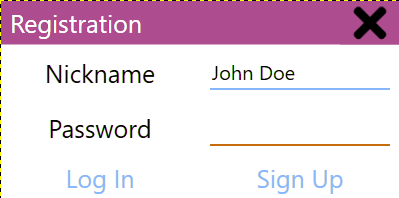 Registration
Nickname John Doe
Password
Log In Sign Up